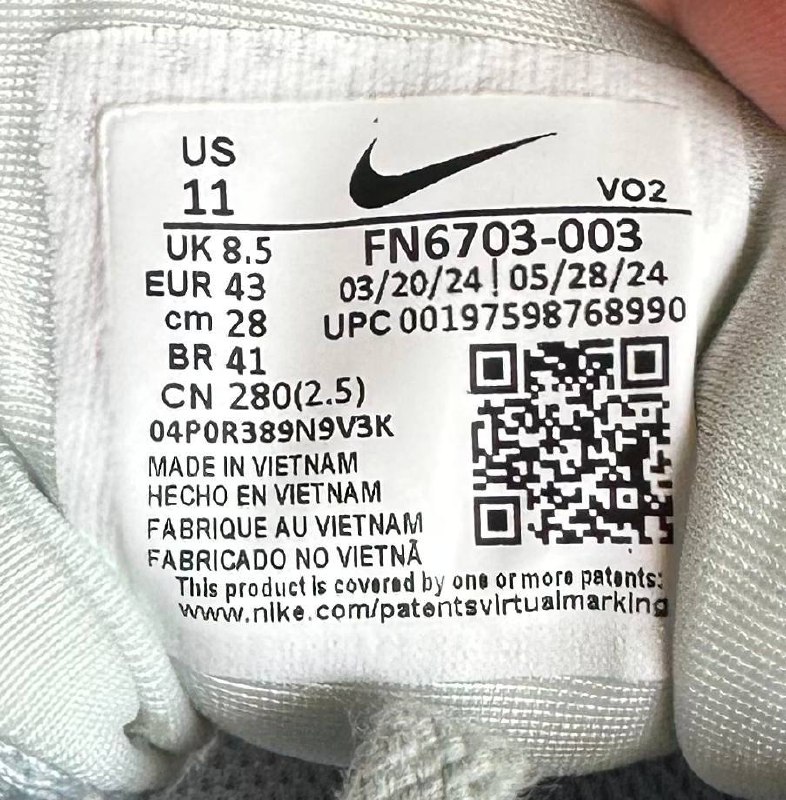 US
11
VO2
UK 8.5
FN6703-003
EUR 43
03/20/24 | 05/28/24
cm 28
UPC 00197598768990
BR 41
CN 280(2.5)
04P0R389N9V3K
MADE IN VIETNAM
HECHO EN VIETNAM
FABRIQUE AU VIETNAM
FABRICADO NO VIETNÃ
This product is covered by one or more patents:
www.nike.com/patentsvirtualmarking